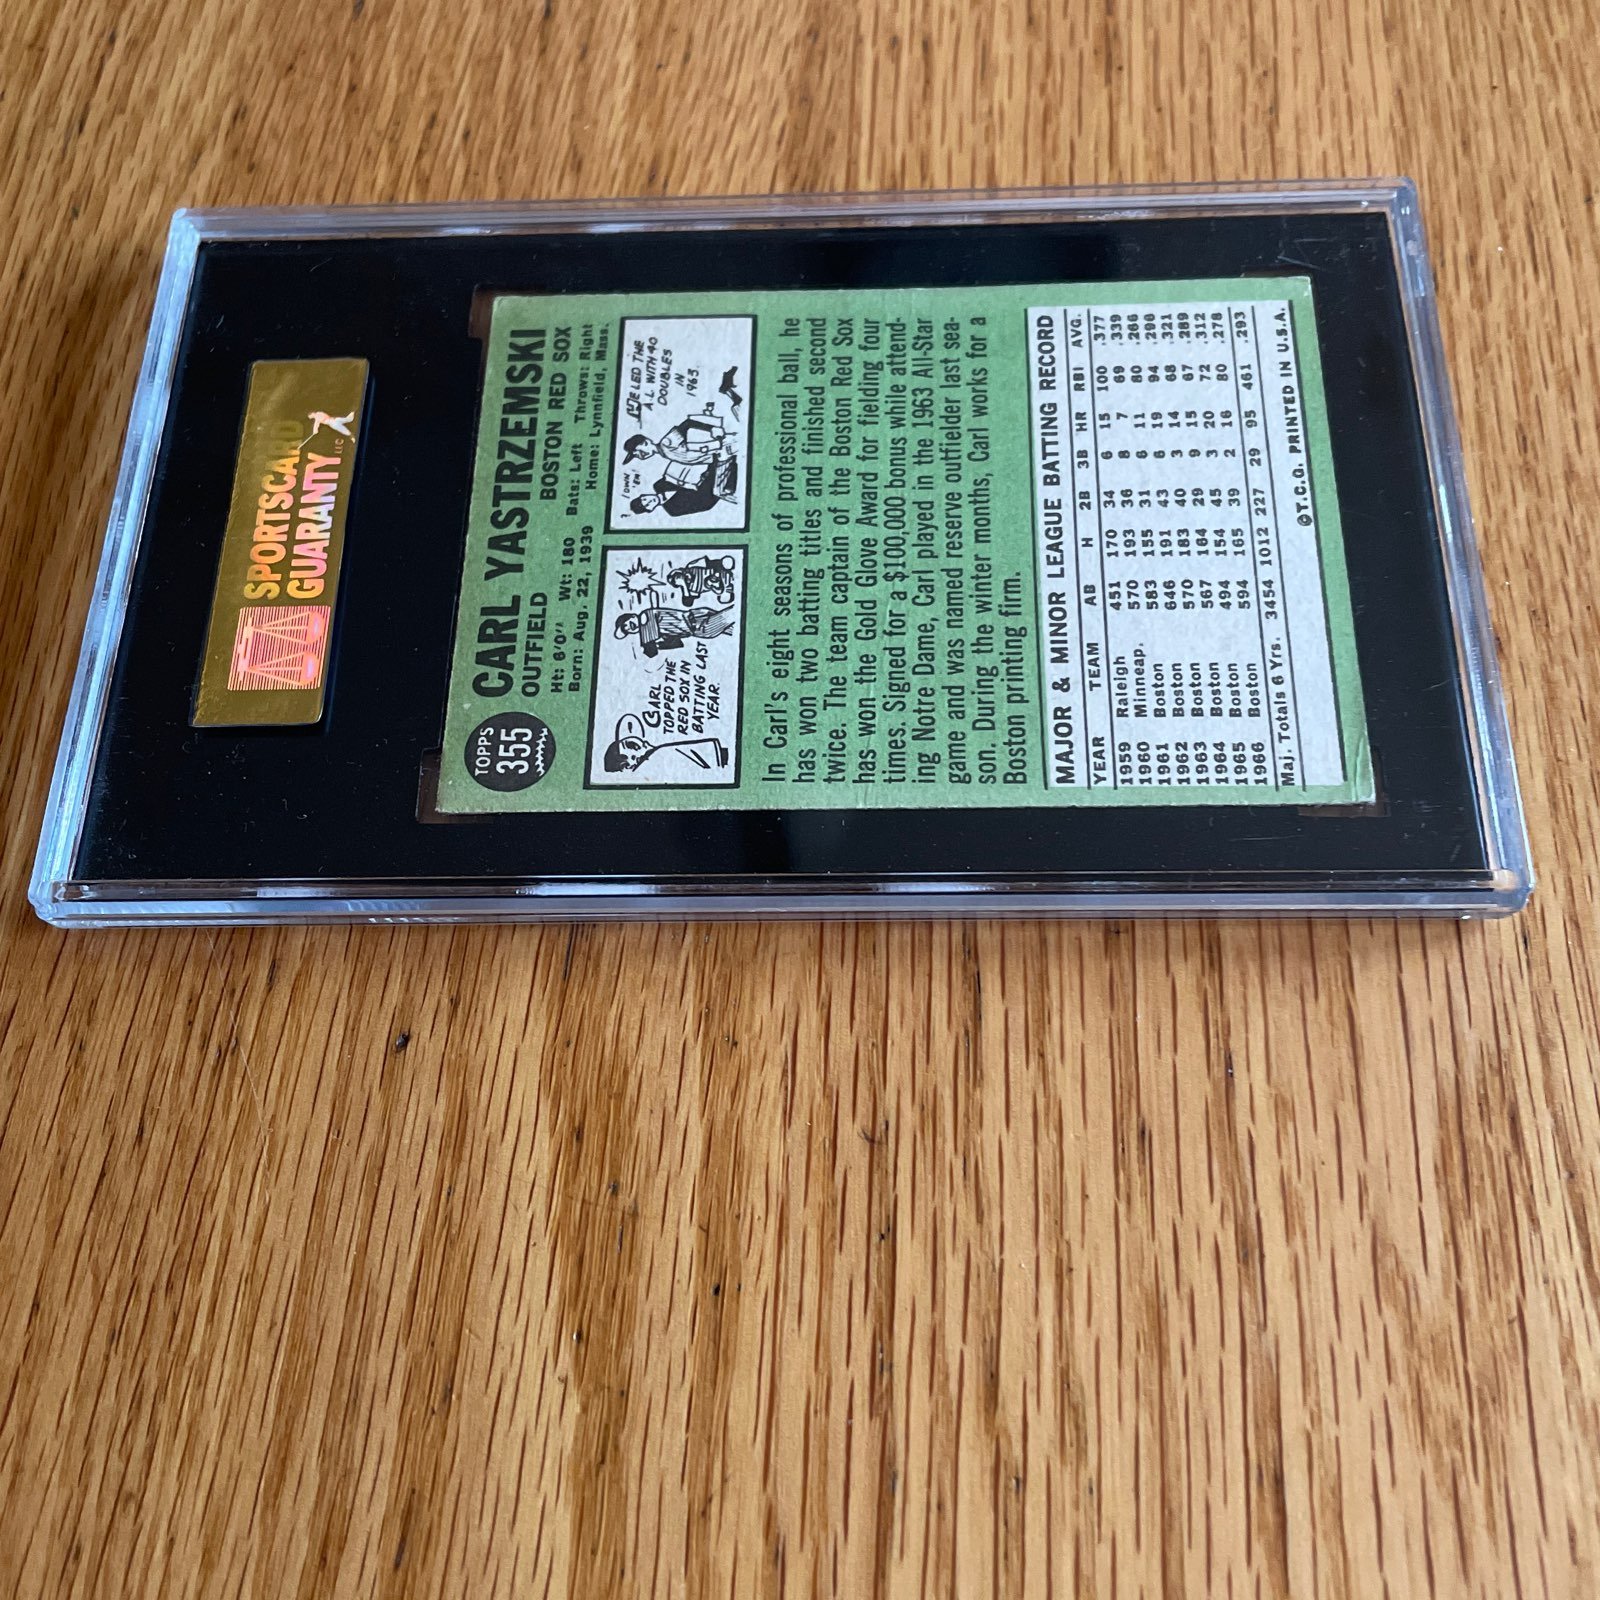 SPORTSCARD
GUARANTY LLC
TOPPS
355
CARL YASTRZEMSKI
OUTFIELD BOSTON RED SOX
Ht: 6'0" Wt: 180 Bats: Left Throws: Right
Born: Aug, 22, 1939 Home: Lynnfield, Mass.
CARL
TOPPED THE
RED SOX IN
BATTING LAST
YEAR.
I OWN
'EM
HE LED THE
A.L. WITH 40
DOUBLES
IN
1963.
In Carl's eight seasons of professional ball, he
has won two batting titles and finished second
twice. The team captain of the Boston Red Sox
has won the Gold Glove Award for fielding four
times. Signed for a $100,000 bonus while attend-
ing Notre Dame, Carl played in the 1963 All-Star
game and was named reserve outfielder last sea-
son. During the winter months, Carl works for a
Boston printing firm.
MAJOR & MINOR LEAGUE BATTING RECORD
YEAR TEAM AB H 2B 3B HR RBI AVG.
1959 Raleigh 451 170 34 6 15 100 .377
1960 Minneap. 570 193 36 8 7 69 .339
1961 Boston 583 155 31 6 11 80 .266
1962 Boston 646 191 43 6 19 94 .296
1963 Boston 570 183 40 3 14 68 .321
1964 Boston 567 164 29 9 15 67 .289
1965 Boston 494 154 45 3 20 72 .312
1966 Boston 594 165 39 2 16 80 .278
Maj. Totals 6 Yrs. 3454 1012 227 29 95 461 .293
©T.C.G. PRINTED IN U.S.A.